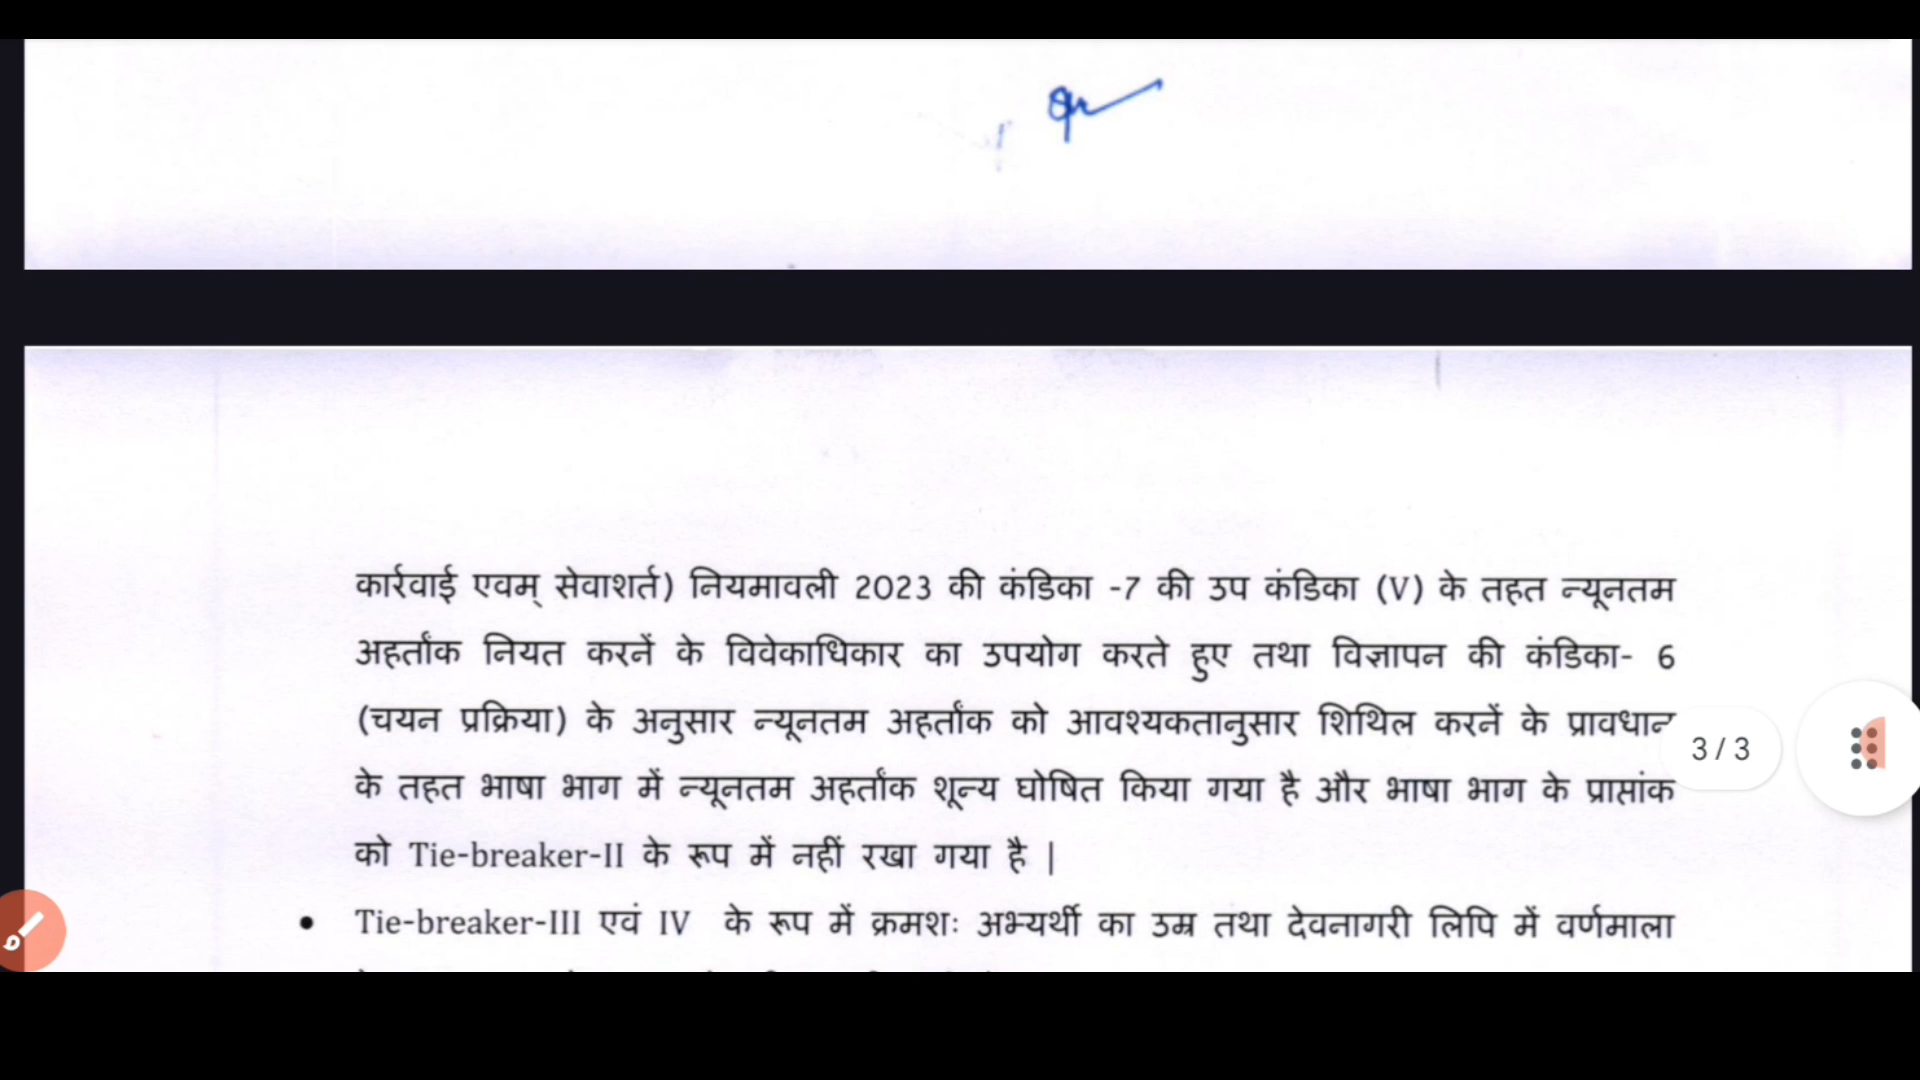 कार्रवाई एवम् सेवाशर्त) नियमावली 2023 की कंडिका -7 की उप कंडिका (V) के तहत न्यूनतम
अहर्तांक नियत करनें के विवेकाधिकार का उपयोग करते हुए तथा विज्ञापन की कंडिका- 6
(चयन प्रक्रिया) के अनुसार न्यूनतम अहर्तांक को आवश्यकतानुसार शिथिल करनें के प्रावधान
3 / 3
के तहत भाषा भाग में न्यूनतम अहर्तांक शून्य घोषित किया गया है और भाषा भाग के प्राप्तांक
को Tie-breaker-II के रूप में नहीं रखा गया है |
• Tie-breaker-III एवं IV के रूप में क्रमशः अभ्यर्थी का उम्र तथा देवनागरी लिपि में वर्णमाला